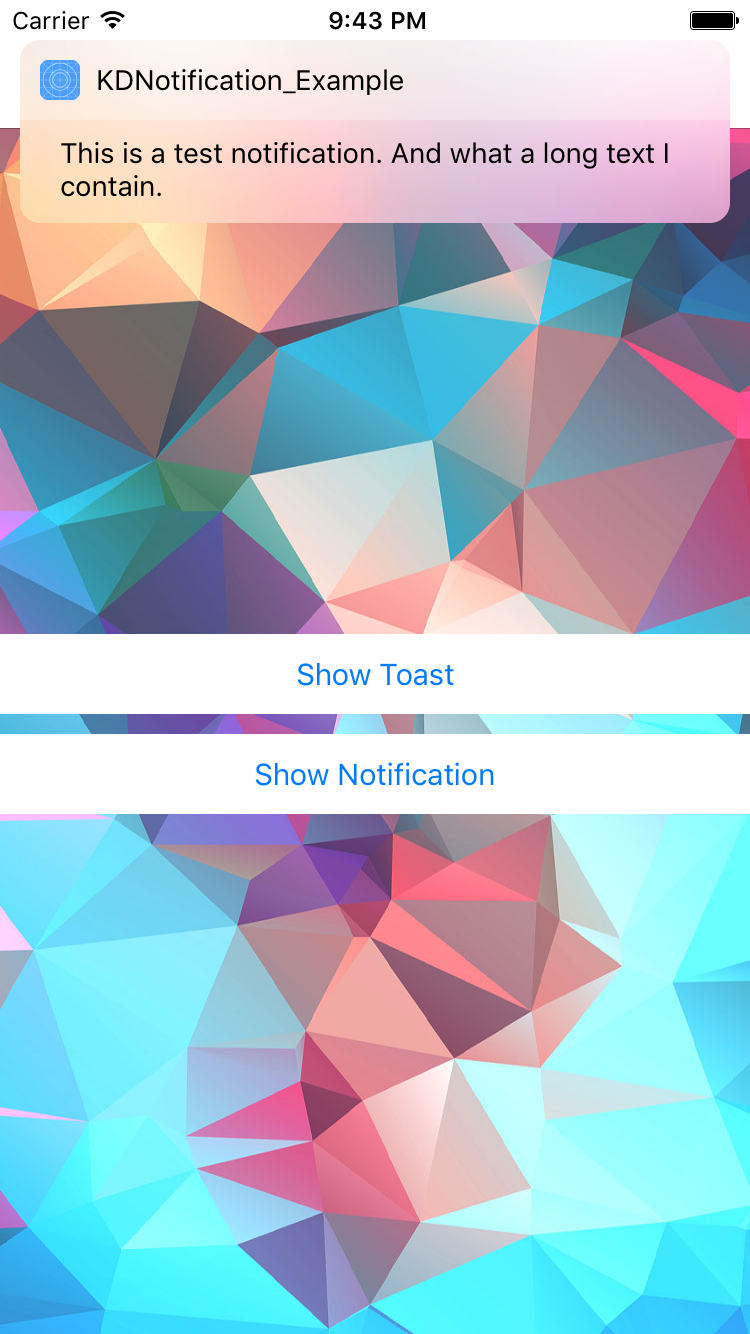 Carrier 9:43 PM
KDNotification_Example
This is a test notification. And what a long text I
contain.
Show Toast
Show Notification